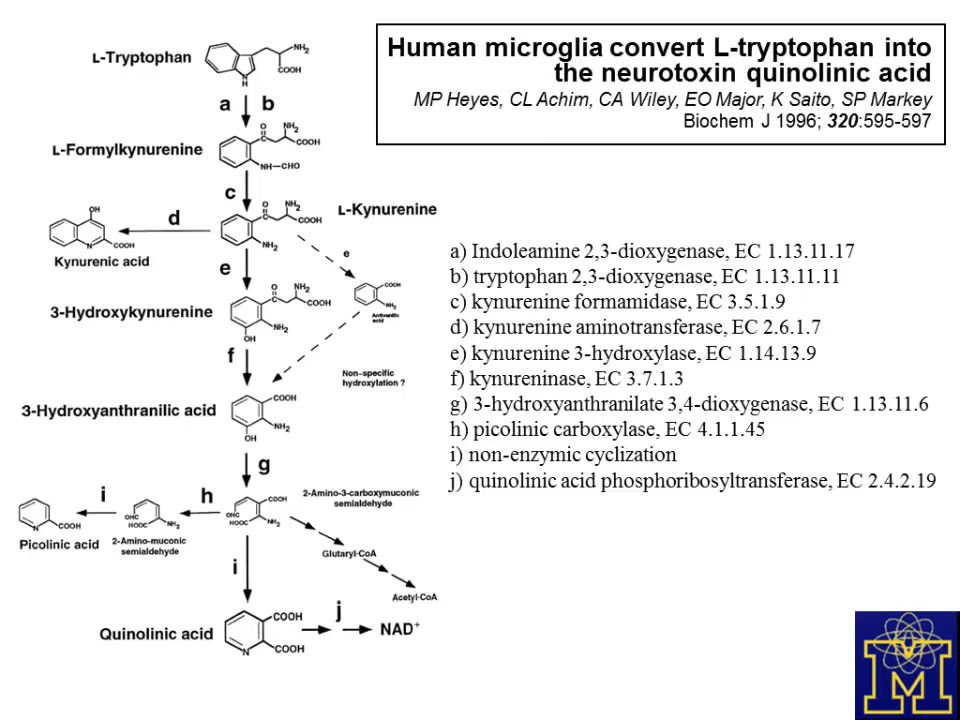 Human microglia convert L-tryptophan into
the neurotoxin quinolinic acid
MP Heyes, CL Achim, CA Wiley, EO Major, K Saito, SP Markey
Biochem J 1996; 320:595-597
L-Tryptophan
NH2
COOH
N
H
a b
L-Formylkynurenine
O
NH2
COOH
NH—CHO
c
L-Kynurenine
O
NH2
COOH
NH2
d
OH
N
COOH
Kynurenic acid
e
e
COOH
NH2
Anthranilic
acid
3-Hydroxykynurenine
O
NH2
COOH
NH2
OH
f
Non-specific
hydroxylation ?
3-Hydroxyanthranilic acid
COOH
NH2
OH
g
2-Amino-3-carboxymuconic
semialdehyde
COOH
OHC
HOOC
NH2
h
OHC
HOOC
NH2
2-Amino-muconic
semialdehyde
i
N
COOH
Picolinic acid
Glutaryl-CoA
Acetyl-CoA
i
Quinolinic acid
COOH
COOH
N
j
NAD+
a) Indoleamine 2,3-dioxygenase, EC 1.13.11.17
b) tryptophan 2,3-dioxygenase, EC 1.13.11.11
c) kynurenine formamidase, EC 3.5.1.9
d) kynurenine aminotransferase, EC 2.6.1.7
e) kynurenine 3-hydroxylase, EC 1.14.13.9
f) kynureninase, EC 3.7.1.3
g) 3-hydroxyanthranilate 3,4-dioxygenase, EC 1.13.11.6
h) picolinic carboxylase, EC 4.1.1.45
i) non-enzymic cyclization
j) quinolinic acid phosphoribosyltransferase, EC 2.4.2.19
M